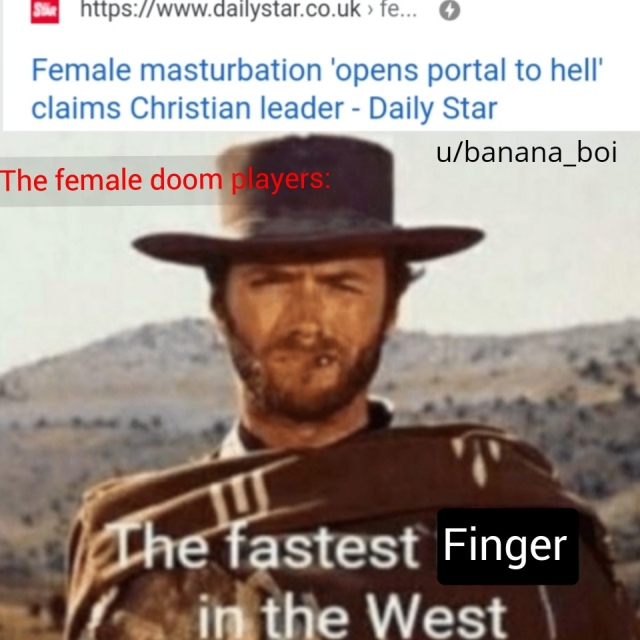 Star
https://www.dailystar.co.uk › fe...
Female masturbation 'opens portal to hell'
claims Christian leader - Daily Star
u/banana_boi
The female doom players:
The fastest Finger
in the West